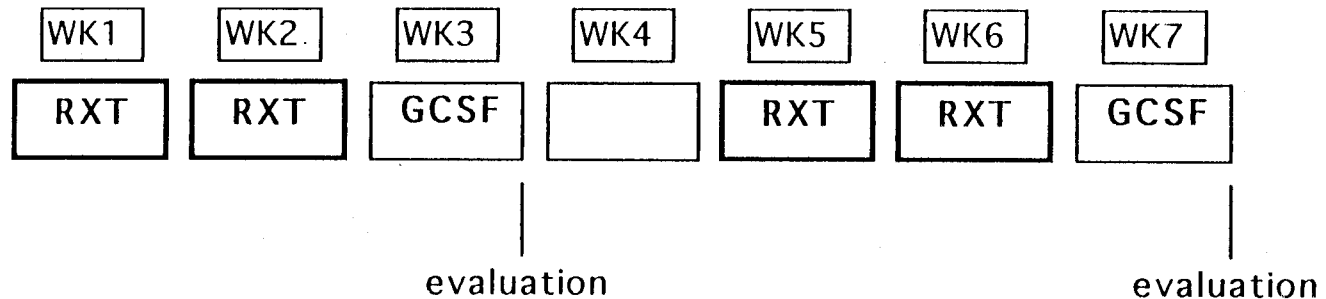 WK1 WK2 WK3 WK4 WK5 WK6 WK7
RXT RXT GCSF RXT RXT GCSF
evaluation evaluation